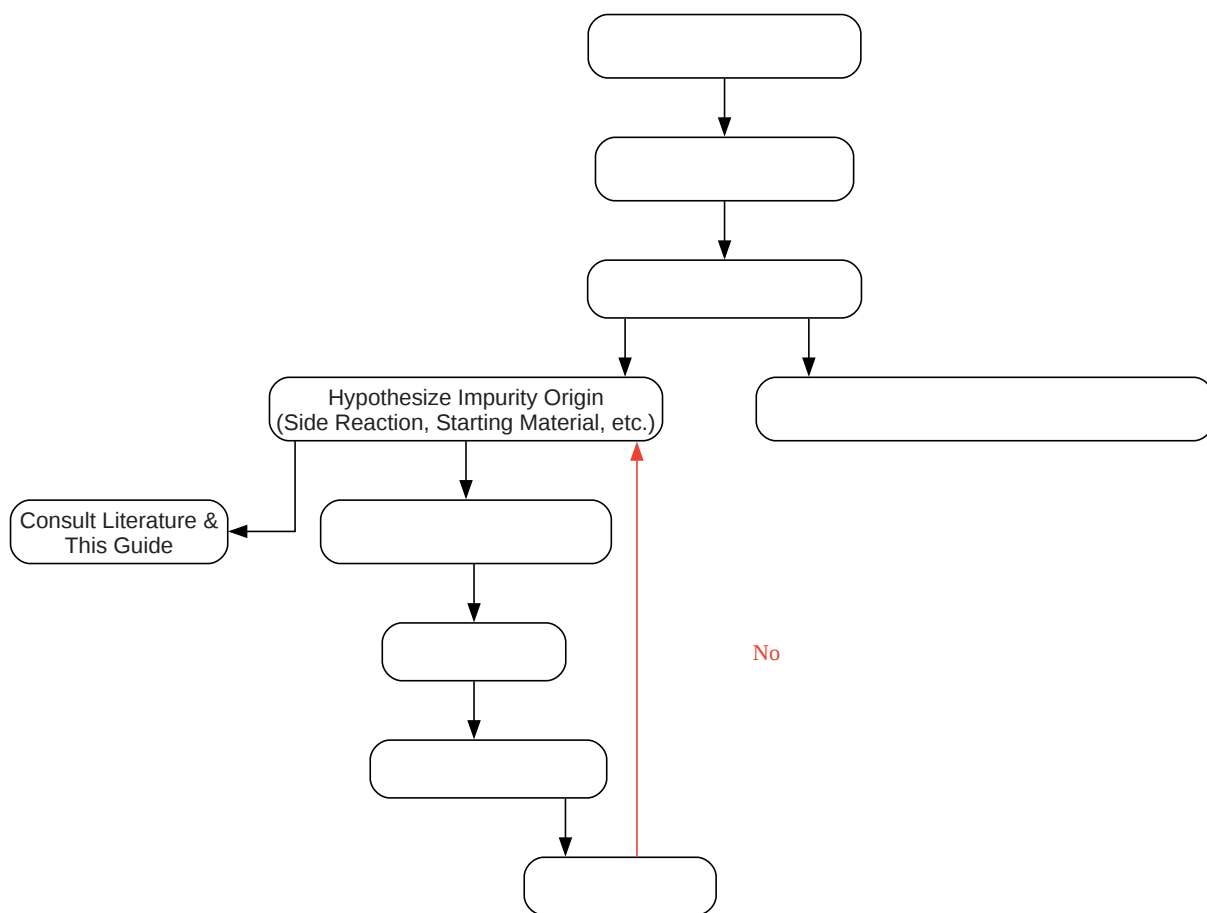 Hypothesize Impurity Origin
(Side Reaction, Starting Material, etc.)
Consult Literature &
This Guide
No